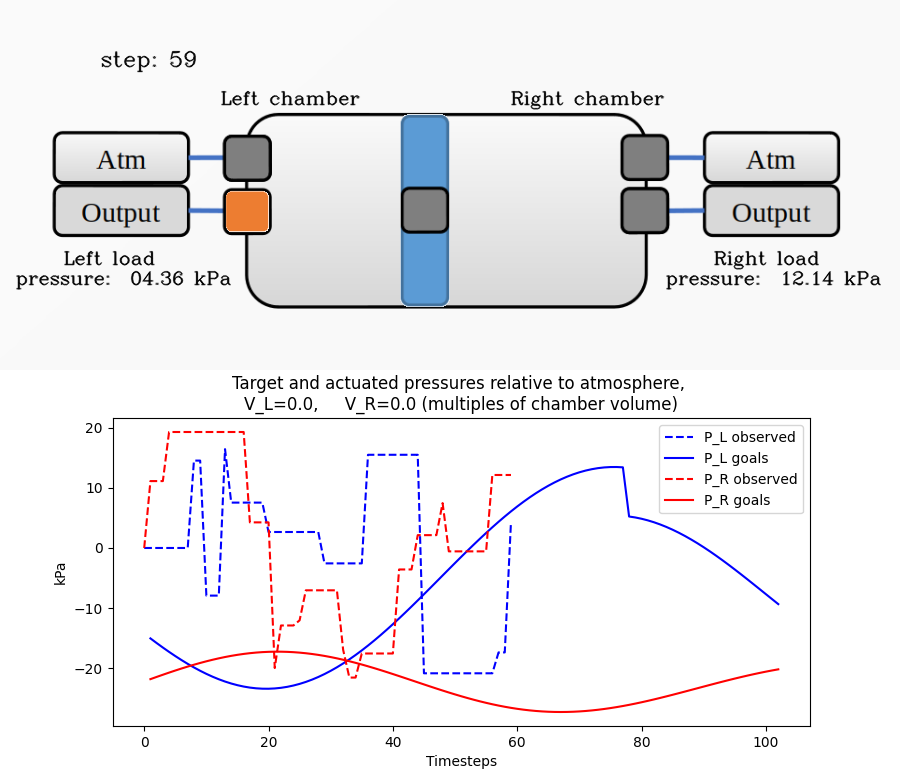 step: 59
Left chamber
Right chamber
Atm
Atm
Output
Output
Left load
pressure: 04.36 kPa
Right load
pressure: 12.14 kPa
Target and actuated pressures relative to atmosphere,
V_L=0.0, V_R=0.0 (multiples of chamber volume)
P_L observed
P_L goals
P_R observed
P_R goals
kPa
20
10
0
−10
−20
0 20 40 60 80 100
Timesteps